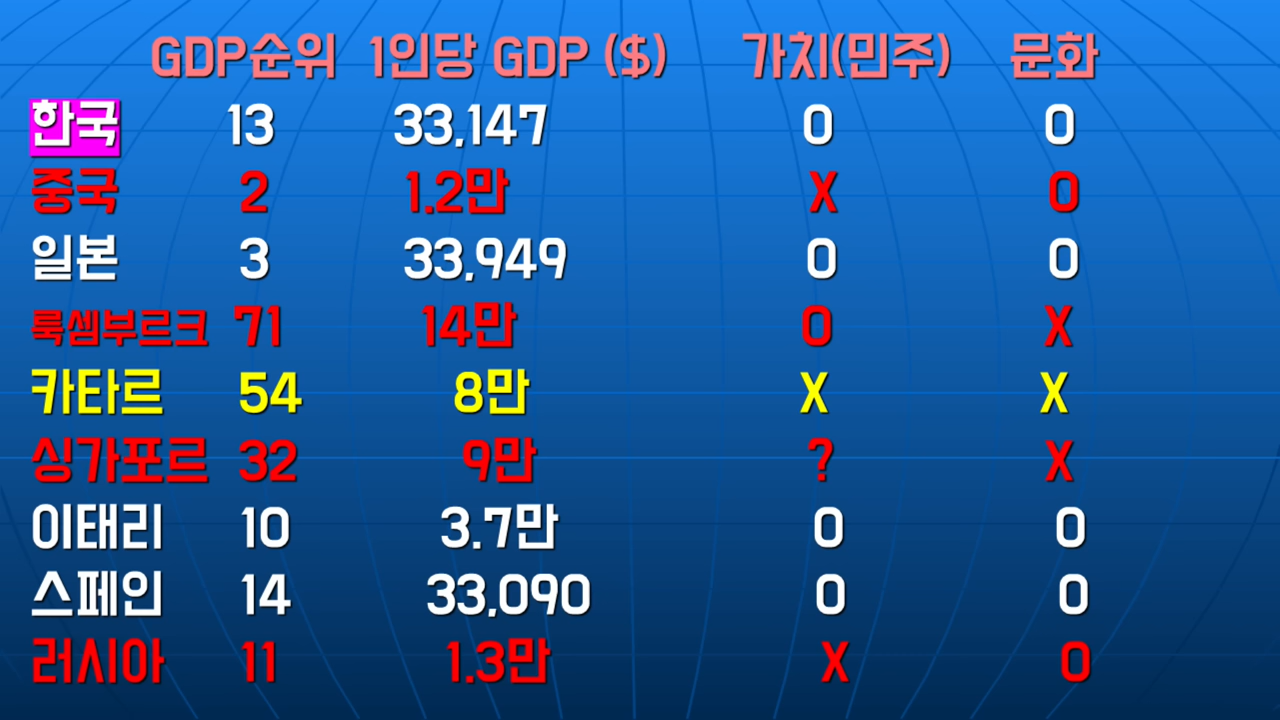 GDP순위 1인당 GDP ($) 가치(민주) 문화
한국 13 33,147 O O
중국 2 1.2만 X O
일본 3 33,949 O O
룩셈부르크 71 14만 O X
카타르 54 8만 X X
싱가포르 32 9만 ? X
이태리 10 3.7만 O O
스페인 14 33,090 O O
러시아 11 1.3만 X O